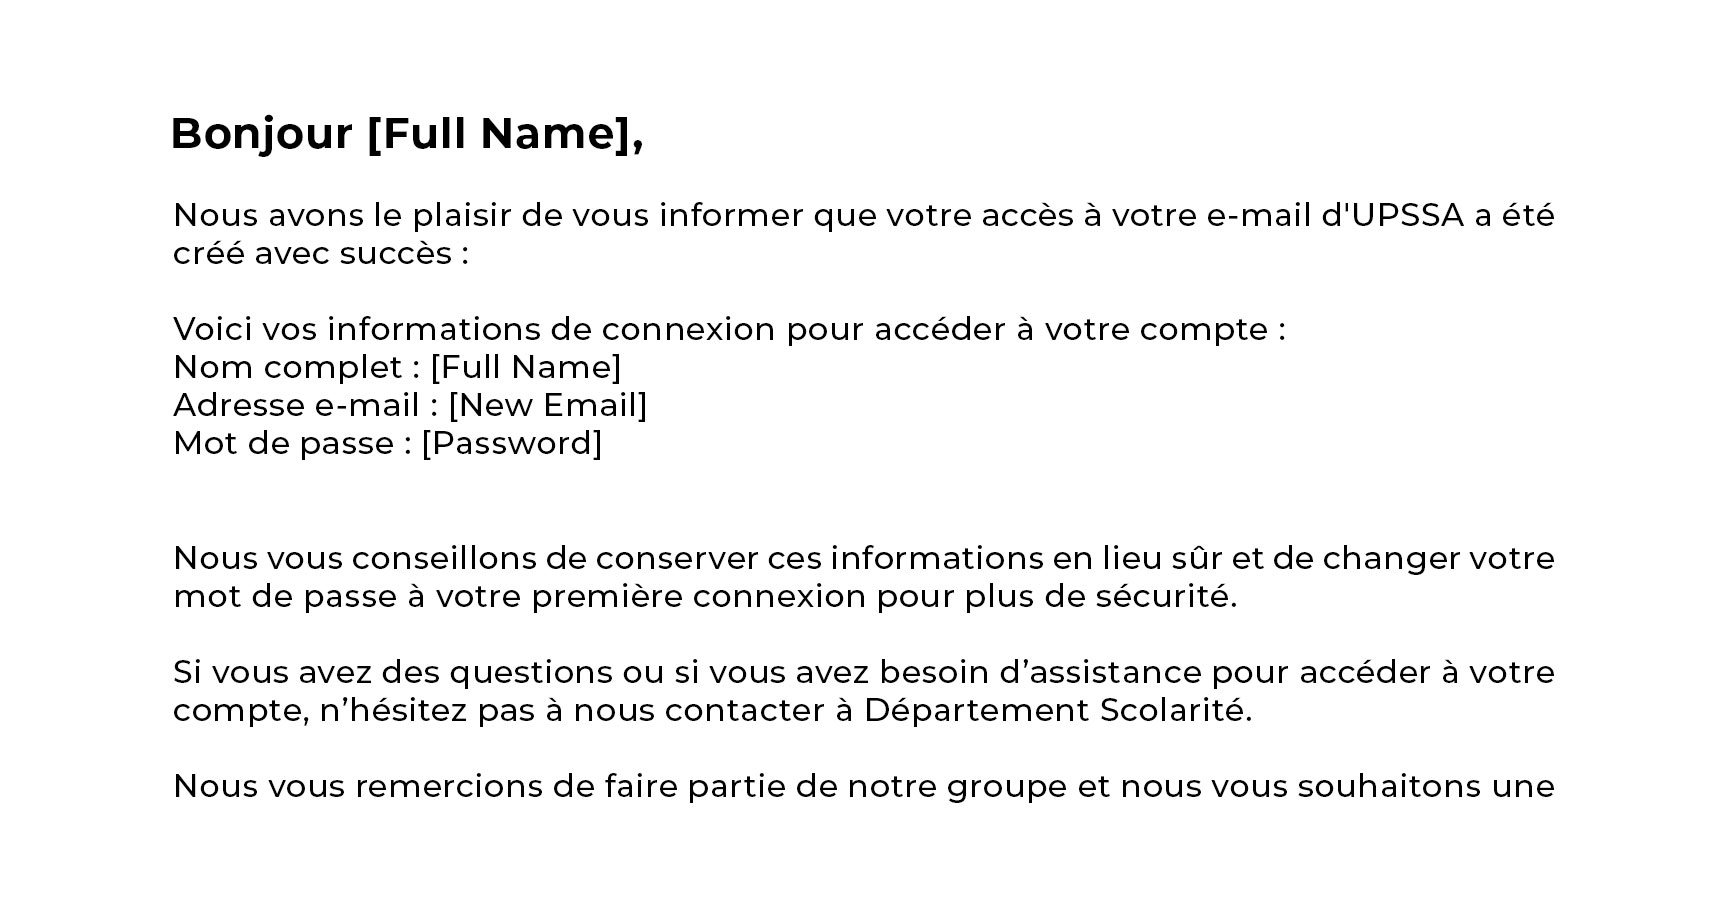 Bonjour [Full Name],
Nous avons le plaisir de vous informer que votre accès à votre e-mail d'UPSSA a été
créé avec succès :
Voici vos informations de connexion pour accéder à votre compte :
Nom complet : [Full Name]
Adresse e-mail : [New Email]
Mot de passe : [Password]
Nous vous conseillons de conserver ces informations en lieu sûr et de changer votre
mot de passe à votre première connexion pour plus de sécurité.
Si vous avez des questions ou si vous avez besoin d’assistance pour accéder à votre
compte, n’hésitez pas à nous contacter à Département Scolarité.
Nous vous remercions de faire partie de notre groupe et nous vous souhaitons une